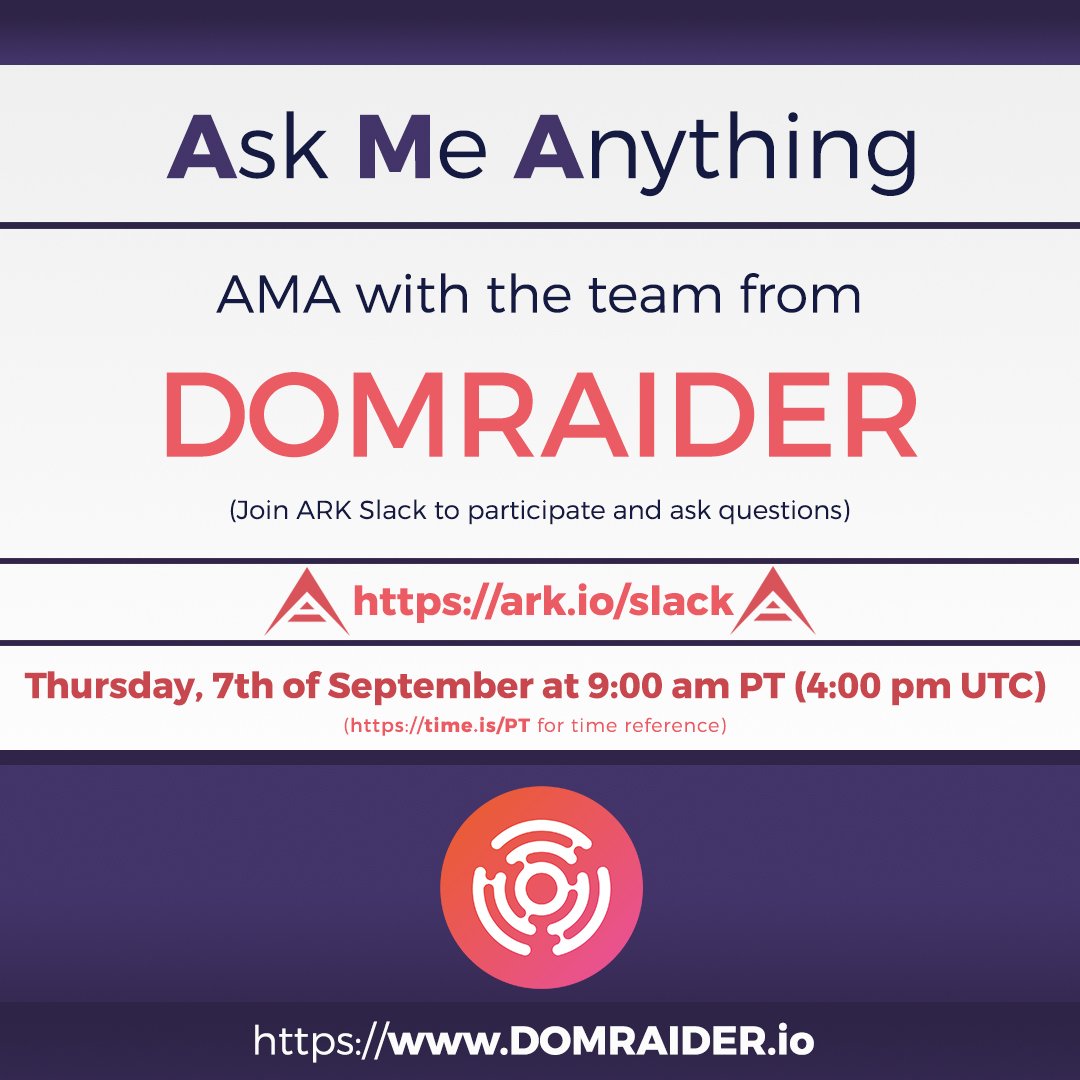 Ask Me Anything
AMA with the team from
DOMRAIDER
(Join ARK Slack to participate and ask questions)
https://ark.io/slack
Thursday, 7th of September at 9:00 am PT (4:00 pm UTC)
(https://time.is/PT for time reference)
https://www.DOMRAIDER.io